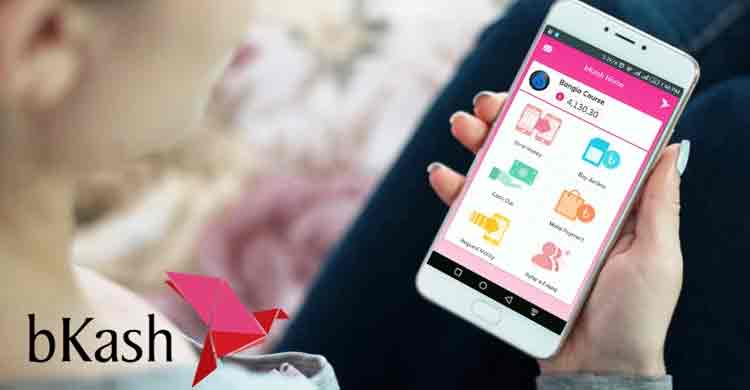 bKash Home
Bangla Course
4,130.30
Send Money
Buy Airtime
Cash Out
Make Payment
Request Money
Refer a Friend
bKash